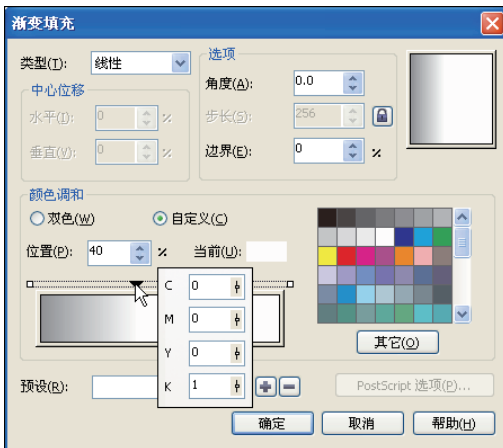 渐变填充
类型(T): 线性
中心位移
水平(I): 0 %
垂直(V): 0 %
选项
角度(A): 0.0
步长(S): 256
边界(E): 0 %
颜色调和
双色(W) 自定义(C)
位置(P): 40 % 当前(U):
C 0
M 0
Y 0
K 1
其它(O)
预设(R):
PostScript 选项(P)...
确定 取消 帮助(H)